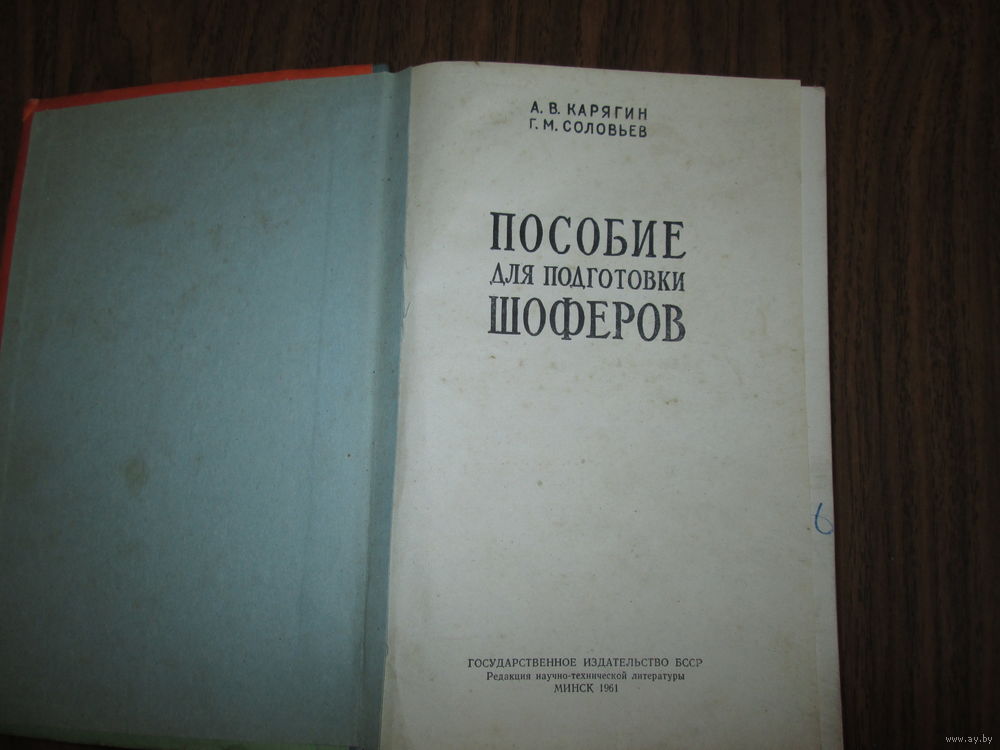 А. В. КАРЯГИН
Г. М. СОЛОВЬЕВ
ПОСОБИЕ
ДЛЯ ПОДГОТОВКИ
ШОФЕРОВ
6
ГОСУДАРСТВЕННОЕ ИЗДАТЕЛЬСТВО БССР
Редакция научно-технической литературы
МИНСК 1961
www.ay.by